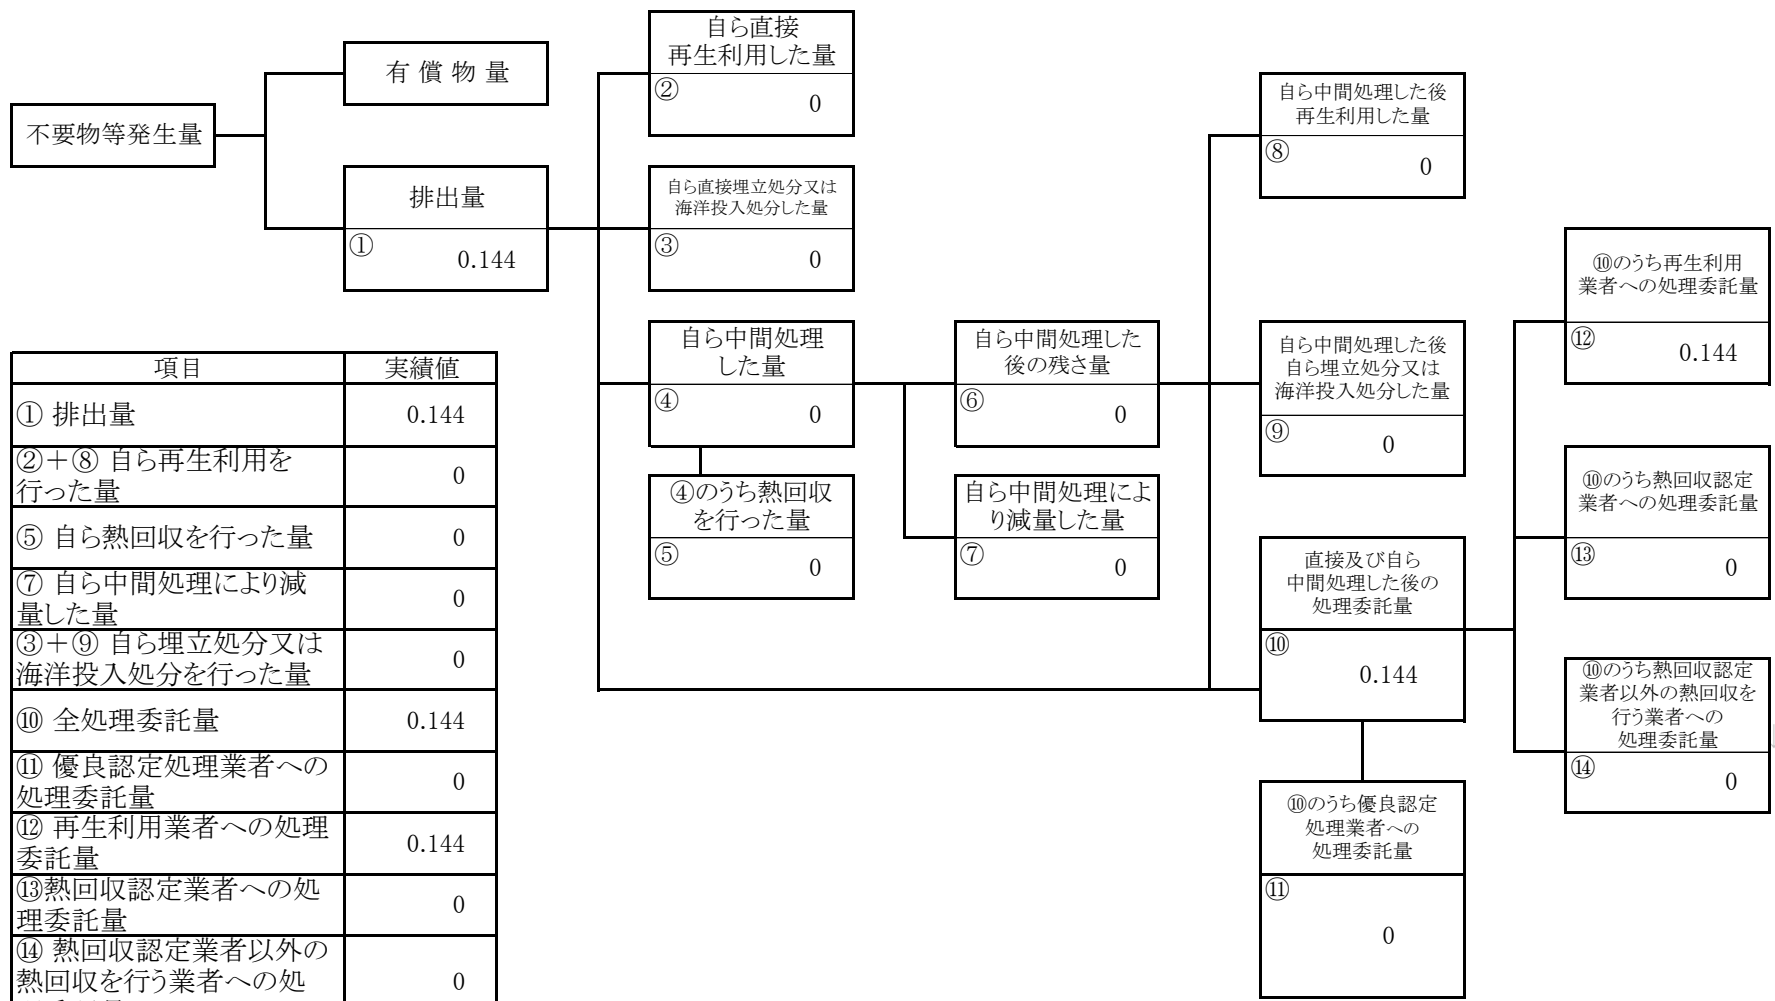 不要物等発生量
有 償 物 量
排出量
①
0.144
自ら直接
再生利用した量
②
0
自ら直接埋立処分又は
海洋投入処分した量
③
0
自ら中間処理
した量
④
0
④のうち熱回収
を行った量
⑤
0
自ら中間処理した
後の残さ量
⑥
0
自ら中間処理によ
り減量した量
⑦
0
自ら中間処理した後
再生利用した量
⑧
0
自ら中間処理した後
自ら埋立処分又は
海洋投入処分した量
⑨
0
直接及び自ら
中間処理した後の
処理委託量
⑩
0.144
⑩のうち優良認定
処理業者への
処理委託量
⑪
0
⑩のうち再生利用
業者への処理委託量
⑫
0.144
⑩のうち熱回収認定
業者への処理委託量
⑬
0
⑩のうち熱回収認定
業者以外の熱回収を
行う業者への
処理委託量
⑭
0
項目 実績値
① 排出量 0.144
②＋⑧ 自ら再生利用を
行った量 0
⑤ 自ら熱回収を行った量 0
⑦ 自ら中間処理により減
量した量 0
③＋⑨ 自ら埋立処分又は
海洋投入処分を行った量 0
⑩ 全処理委託量 0.144
⑪ 優良認定処理業者への
処理委託量 0
⑫ 再生利用業者への処理
委託量 0.144
⑬熱回収認定業者への処
理委託量 0
⑭ 熱回収認定業者以外の
熱回収を行う業者への処 0